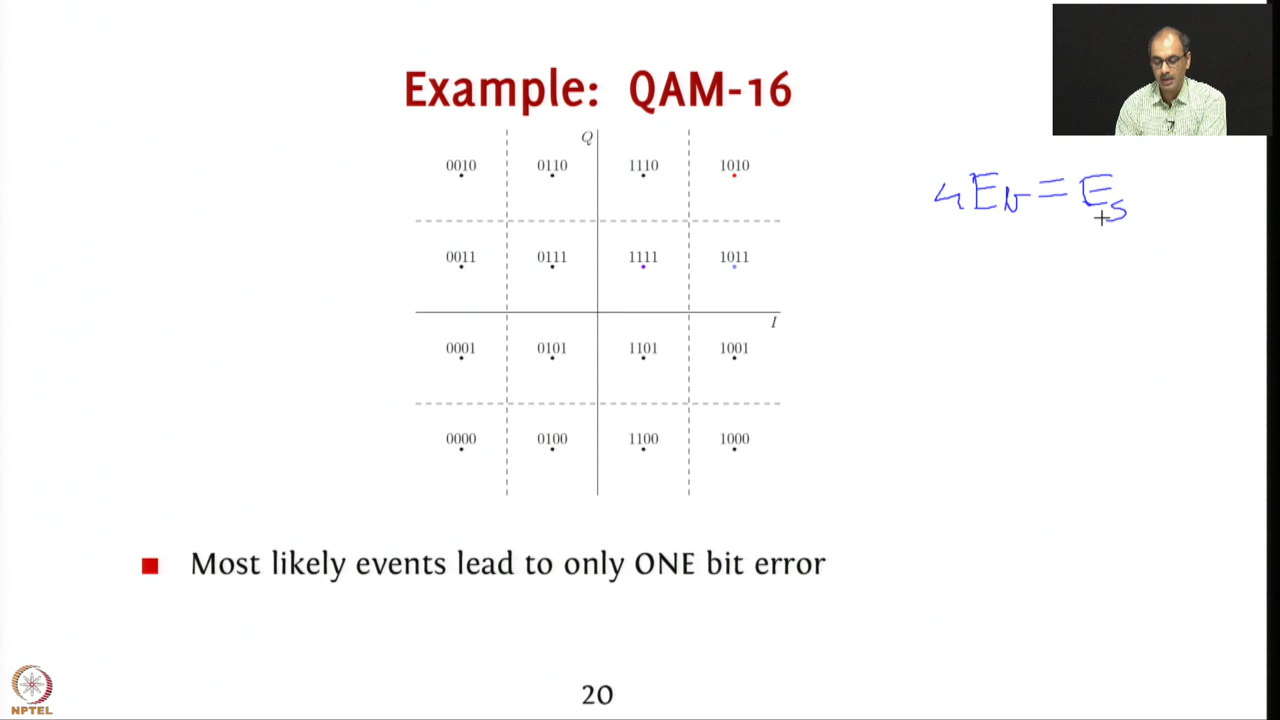 Example: QAM-16
Q
0010 0110 1110 1010
0011 0111 1111 1011
I
0001 0101 1101 1001
0000 0100 1100 1000
4Eb = Es
Most likely events lead to only ONE bit error
20
NPTEL